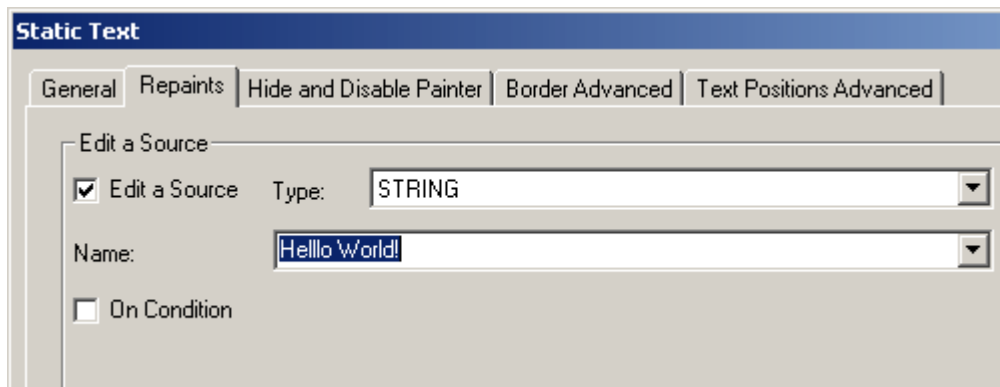 Static Text
General Repaints Hide and Disable Painter Border Advanced Text Positions Advanced
Edit a Source
Edit a Source Type: STRING
Name: Helllo World!
On Condition